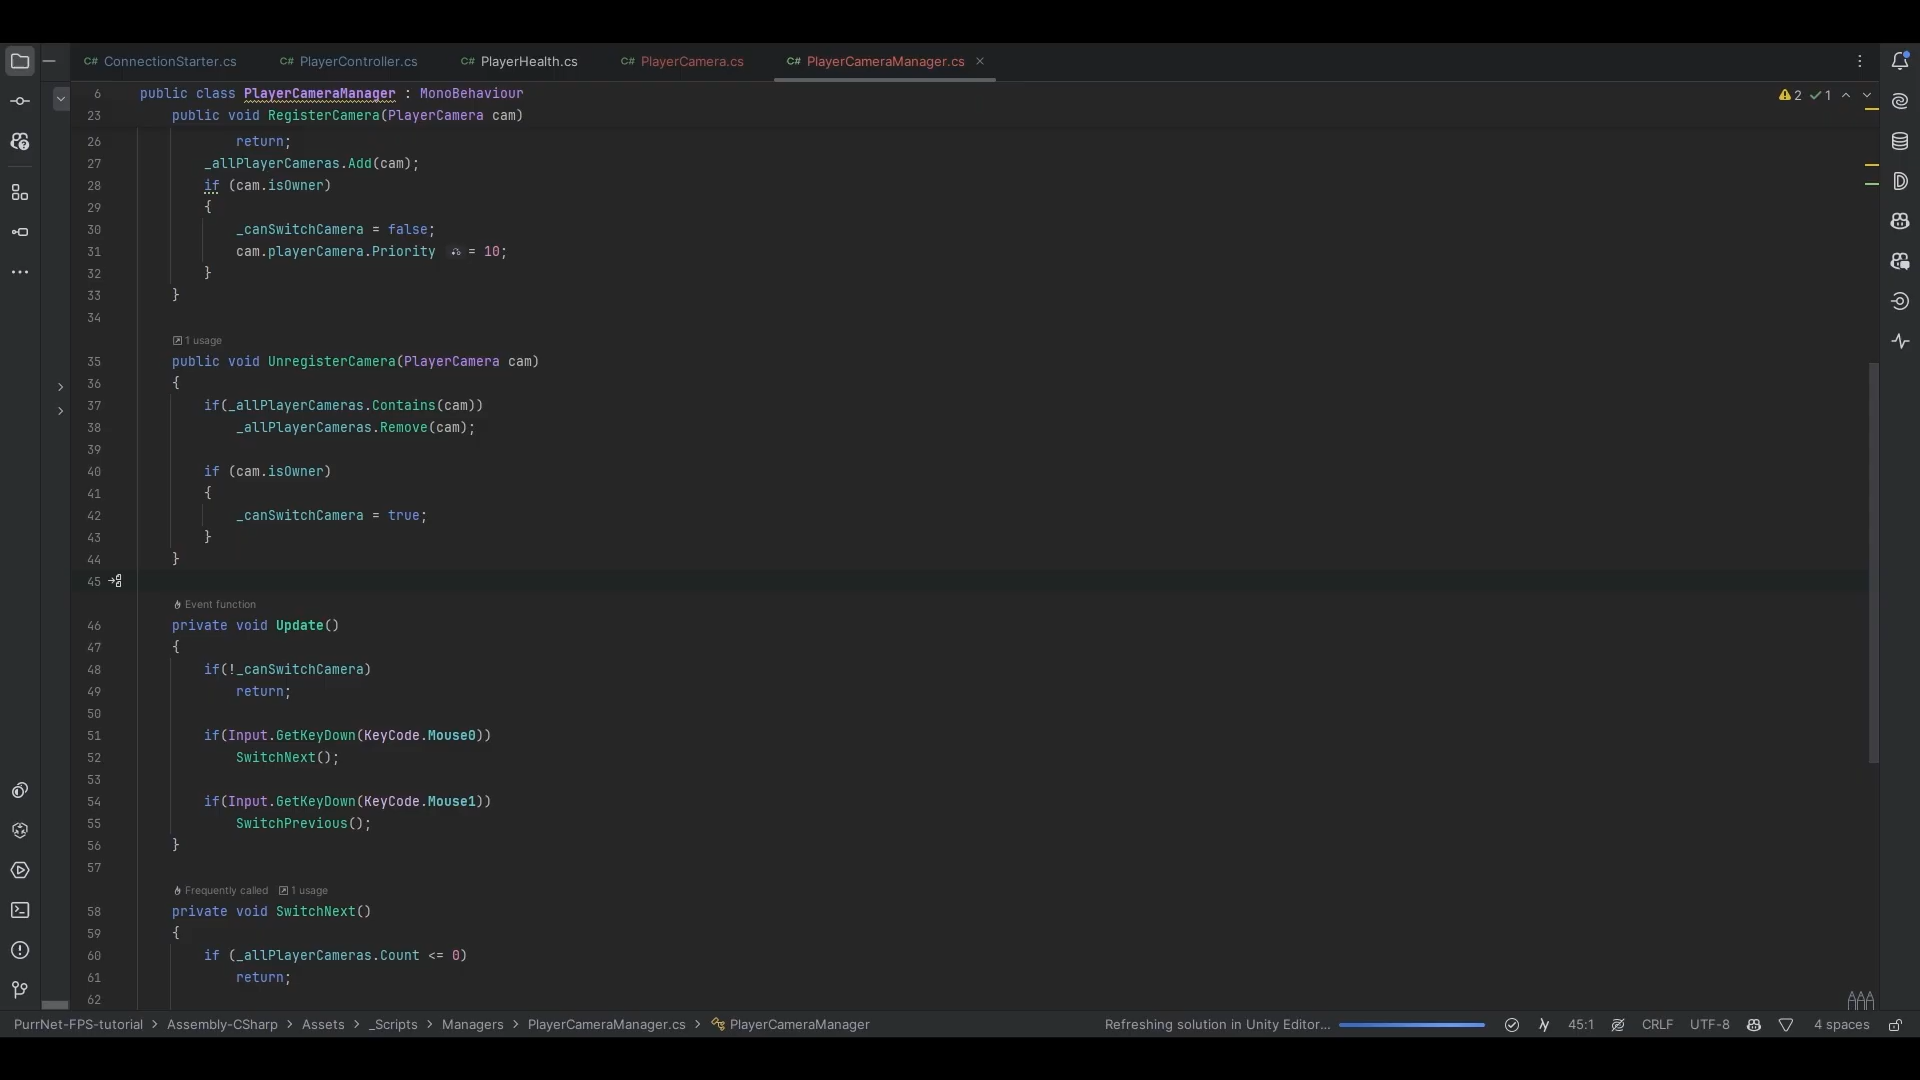 C# ConnectionStarter.cs C# PlayerController.cs C# PlayerHealth.cs C# PlayerCamera.cs C# PlayerCameraManager.cs
6 public class PlayerCameraManager : MonoBehaviour 2 1
23 public void RegisterCamera(PlayerCamera cam)
26 return;
27 _allPlayerCameras.Add(cam);
28 if (cam.isOwner)
29 {
30 _canSwitchCamera = false;
31 cam.playerCamera.Priority = 10;
32 }
33 }
34
1 usage
35 public void UnregisterCamera(PlayerCamera cam)
36 {
37 if(_allPlayerCameras.Contains(cam))
38 _allPlayerCameras.Remove(cam);
39
40 if (cam.isOwner)
41 {
42 _canSwitchCamera = true;
43 }
44 }
45
Event function
46 private void Update()
47 {
48 if(!_canSwitchCamera)
49 return;
50
51 if(Input.GetKeyDown(KeyCode.Mouse0))
52 SwitchNext();
53
54 if(Input.GetKeyDown(KeyCode.Mouse1))
55 SwitchPrevious();
56 }
57
Frequently called 1 usage
58 private void SwitchNext()
59 {
60 if (_allPlayerCameras.Count <= 0)
61 return;
62
PurrNet-FPS-tutorial > Assembly-CSharp > Assets > _Scripts > Managers > PlayerCameraManager.cs > PlayerCameraManager Refreshing solution in Unity Editor... 45:1 CRLF UTF-8 4 spaces